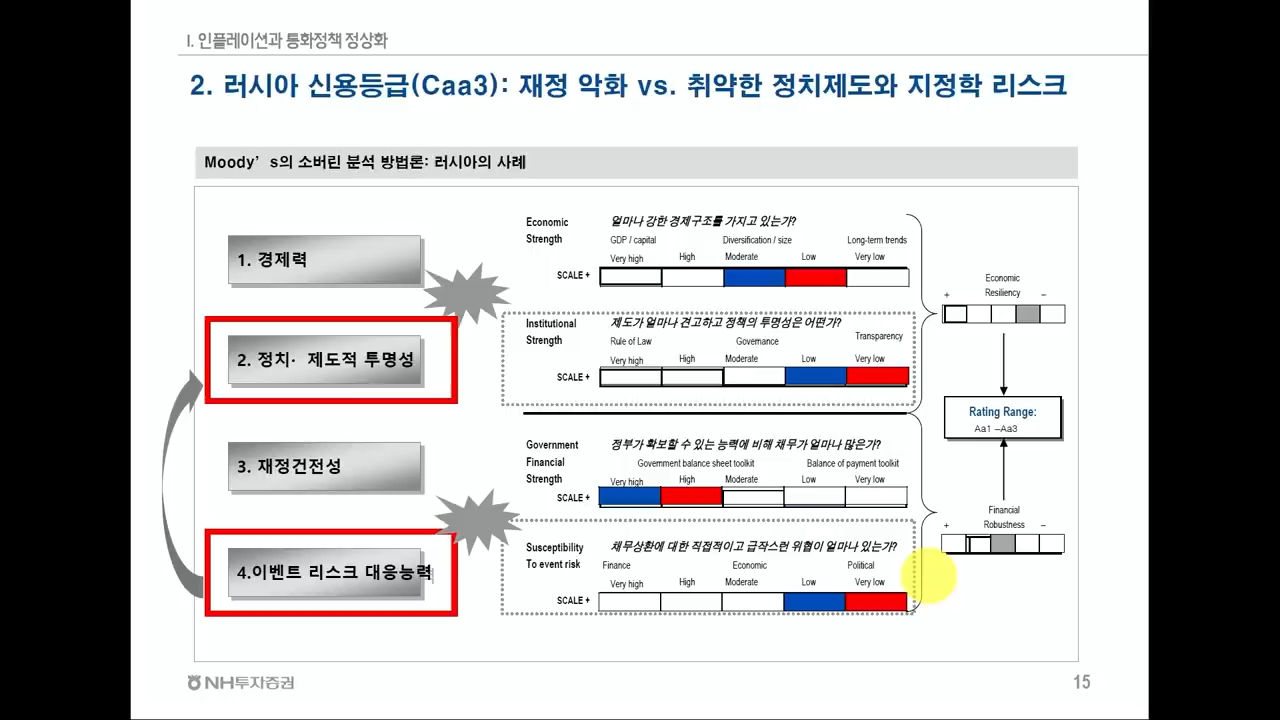 I. 인플레이션과 통화정책 정상화
2. 러시아 신용등급(Caa3): 재정 악화 vs. 취약한 정치제도와 지정학 리스크
Moody’s의 소버린 분석 방법론: 러시아의 사례
1. 경제력
2. 정치· 제도적 투명성
3. 재정건전성
4.이벤트 리스크 대응능력
Economic
Strength
얼마나 강한 경제구조를 가지고 있는가?
GDP / capital Diversification / size Long-term trends
Very high High Moderate Low Very low
SCALE +
Institutional
Strength
제도가 얼마나 견고하고 정책의 투명성은 어떤가?
Rule of Law Governance Transparency
Very high High Moderate Low Very low
SCALE +
Government
Financial
Strength
정부가 확보할 수 있는 능력에 비해 채무가 얼마나 많은가?
Government balance sheet toolkit Balance of payment toolkit
Very high High Moderate Low Very low
SCALE +
Susceptibility
To event risk
채무상환에 대한 직접적이고 급작스런 위협이 얼마나 있는가?
Finance Economic Political
Very high High Moderate Low Very low
SCALE +
Economic
+ Resiliency –
Rating Range:
Aa1 –Aa3
Financial
+ Robustness –
NH투자증권
15